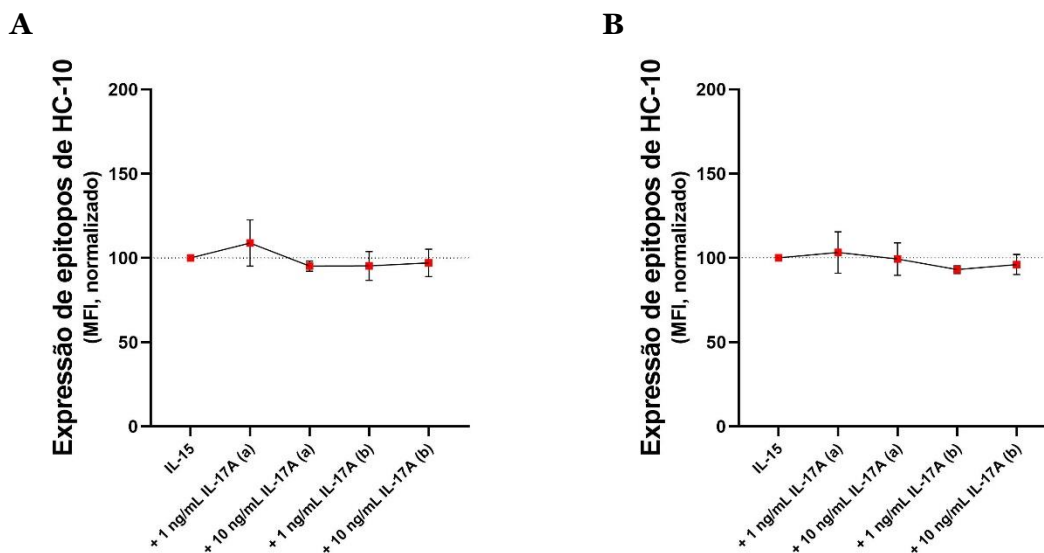 A
Expressão de epitopos de HC-10
(MFI, normalizado)
200
150
100
50
0
IL-15
+ 1 ng/mL IL-17A (a)
+ 10 ng/mL IL-17A (a)
+ 1 ng/mL IL-17A (b)
+ 10 ng/mL IL-17A (b)
B
Expressão de epitopos de HC-10
(MFI, normalizado)
200
150
100
50
0
IL-15
+ 1 ng/mL IL-17A (a)
+ 10 ng/mL IL-17A (a)
+ 1 ng/mL IL-17A (b)
+ 10 ng/mL IL-17A (b)